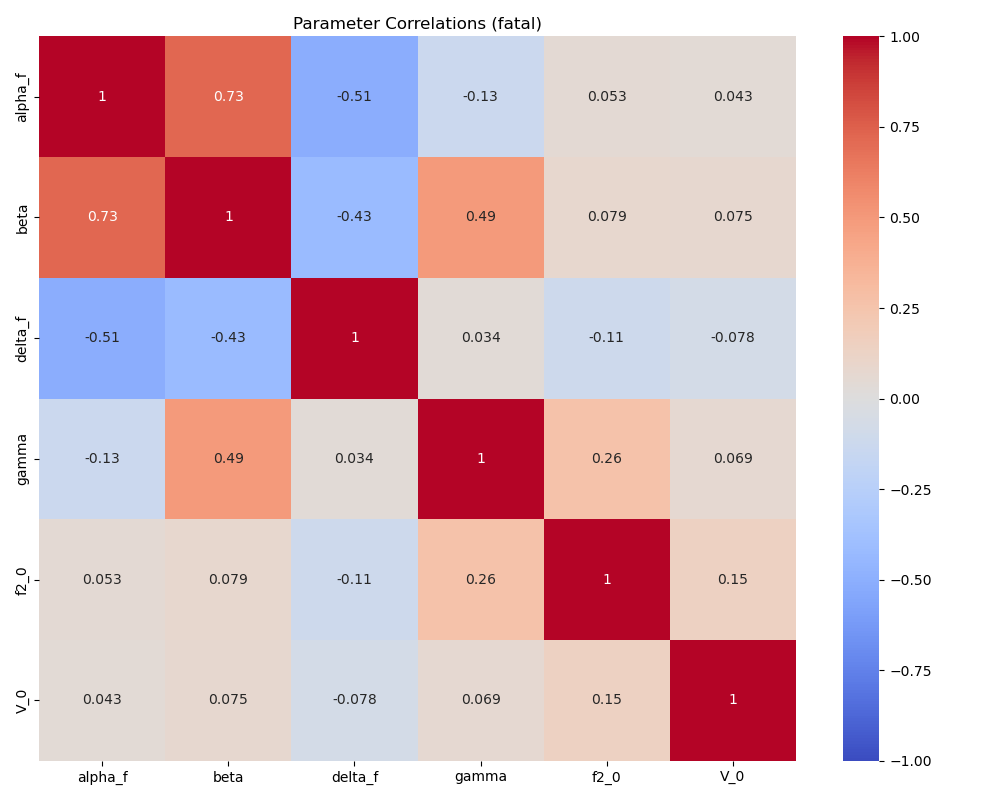 Parameter Correlations (fatal)
alpha_f 1 0.73 -0.51 -0.13 0.053 0.043
beta 0.73 1 -0.43 0.49 0.079 0.075
delta_f -0.51 -0.43 1 0.034 -0.11 -0.078
gamma -0.13 0.49 0.034 1 0.26 0.069
f2_0 0.053 0.079 -0.11 0.26 1 0.15
V_0 0.043 0.075 -0.078 0.069 0.15 1
alpha_f beta delta_f gamma f2_0 V_0
1.00
0.75
0.50
0.25
0.00
−0.25
−0.50
−0.75
−1.00